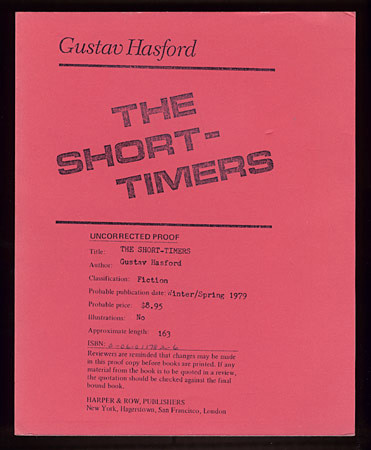 Gustav Hasford
THE
SHORT-
TIMERS
UNCORRECTED PROOF
Title: THE SHORT-TIMERS
Author: Gustav Hasford
Classification: Fiction
Probable publication date: Winter/Spring 1979
Probable price: $8.95
Illustrations: No
Approximate length: 163
ISBN:
Reviewers are reminded that changes may be made
in this proof copy before books are printed. If any
material from the book is to be quoted in a review,
the quotation should be checked against the final
bound book.
HARPER & ROW, PUBLISHERS
New York, Hagerstown, San Francisco, London